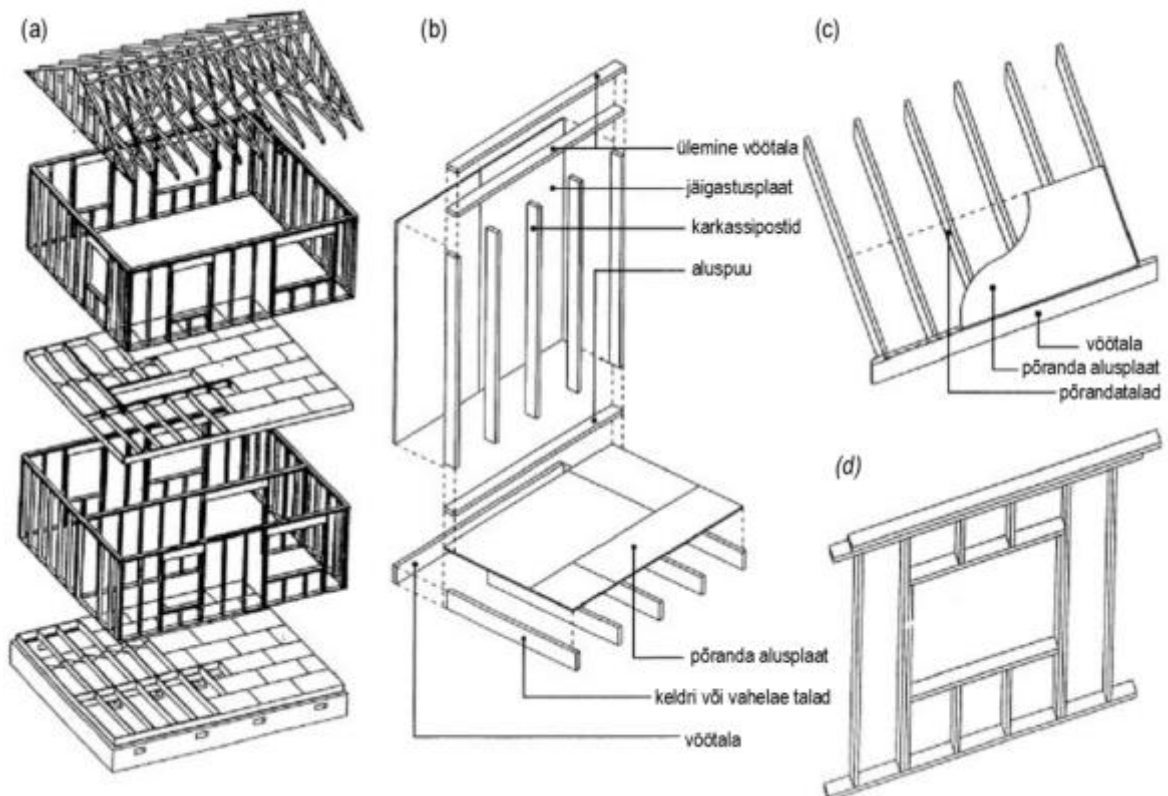 (a)
(b)
ülemine vöötala
jäigastusplaat
karkassipostid
aluspuu
põranda alusplaat
keldri või vahelae talad
vöötala
(c)
vöötala
põranda alusplaat
põrandatalad
(d)